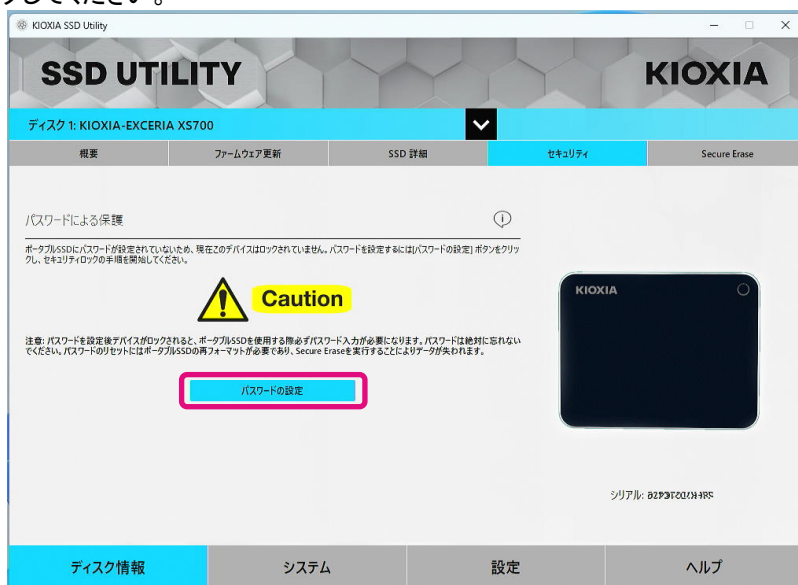 クしてください。
KIOXIA SSD Utility
SSD UTILITY
KIOXIA
ディスク 1: KIOXIA-EXCERIA XS700
概要 ファームウェア更新 SSD 詳細 セキュリティ Secure Erase
パスワードによる保護
ポータブルSSDにパスワードが設定されていないため、現在このデバイスはロックされていません。パスワードを設定するには[パスワードの設定] ボタンをクリッ
クし、セキュリティロックの手順を開始してください。
Caution
注意: パスワードを設定後デバイスがロックされると、ポータブルSSDを使用する際必ずパスワード入力が必要になります。パスワードは絶対に忘れない
でください。パスワードのリセットにはポータブルSSDの再フォーマットが必要であり、Secure Eraseを実行することによりデータが失われます。
パスワードの設定
KIOXIA
シリアル:
ディスク情報 システム 設定 ヘルプ